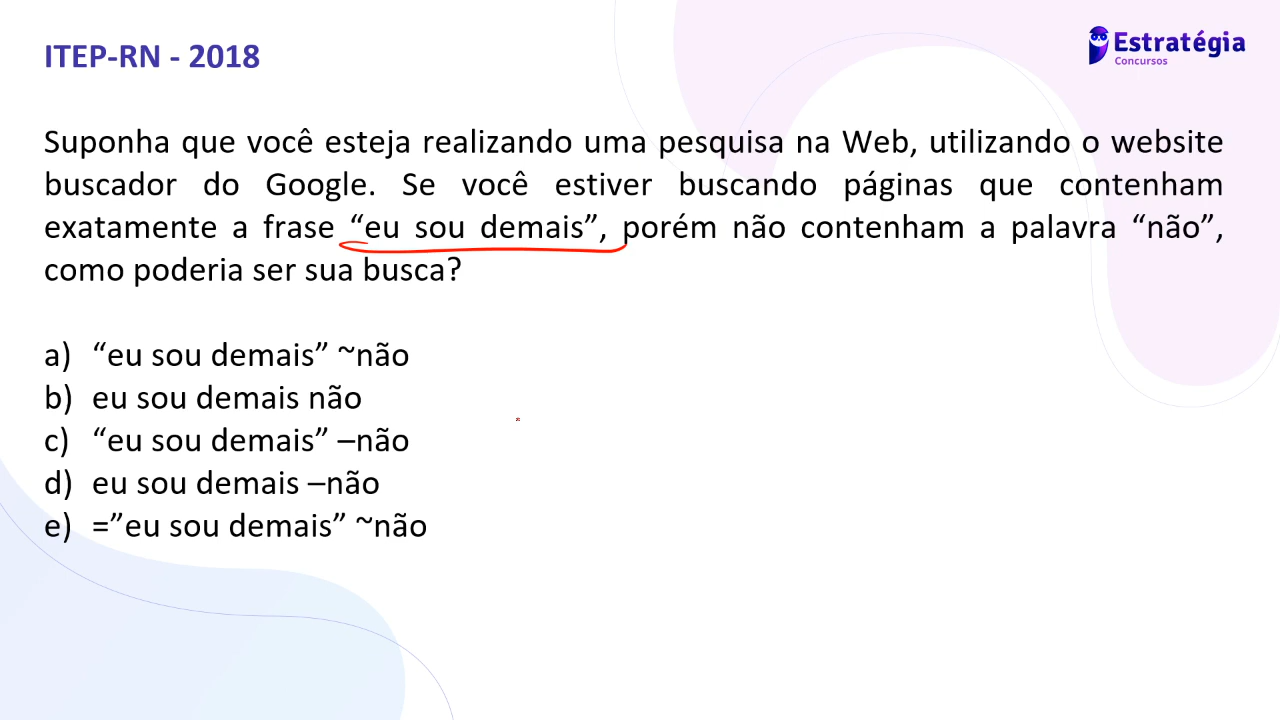 ITEP-RN - 2018
Estratégia
Concursos
Suponha que você esteja realizando uma pesquisa na Web, utilizando o website
buscador do Google. Se você estiver buscando páginas que contenham
exatamente a frase “eu sou demais”, porém não contenham a palavra “não”,
como poderia ser sua busca?
a) “eu sou demais” ~não
b) eu sou demais não
c) “eu sou demais” –não
d) eu sou demais –não
e) =”eu sou demais” ~não